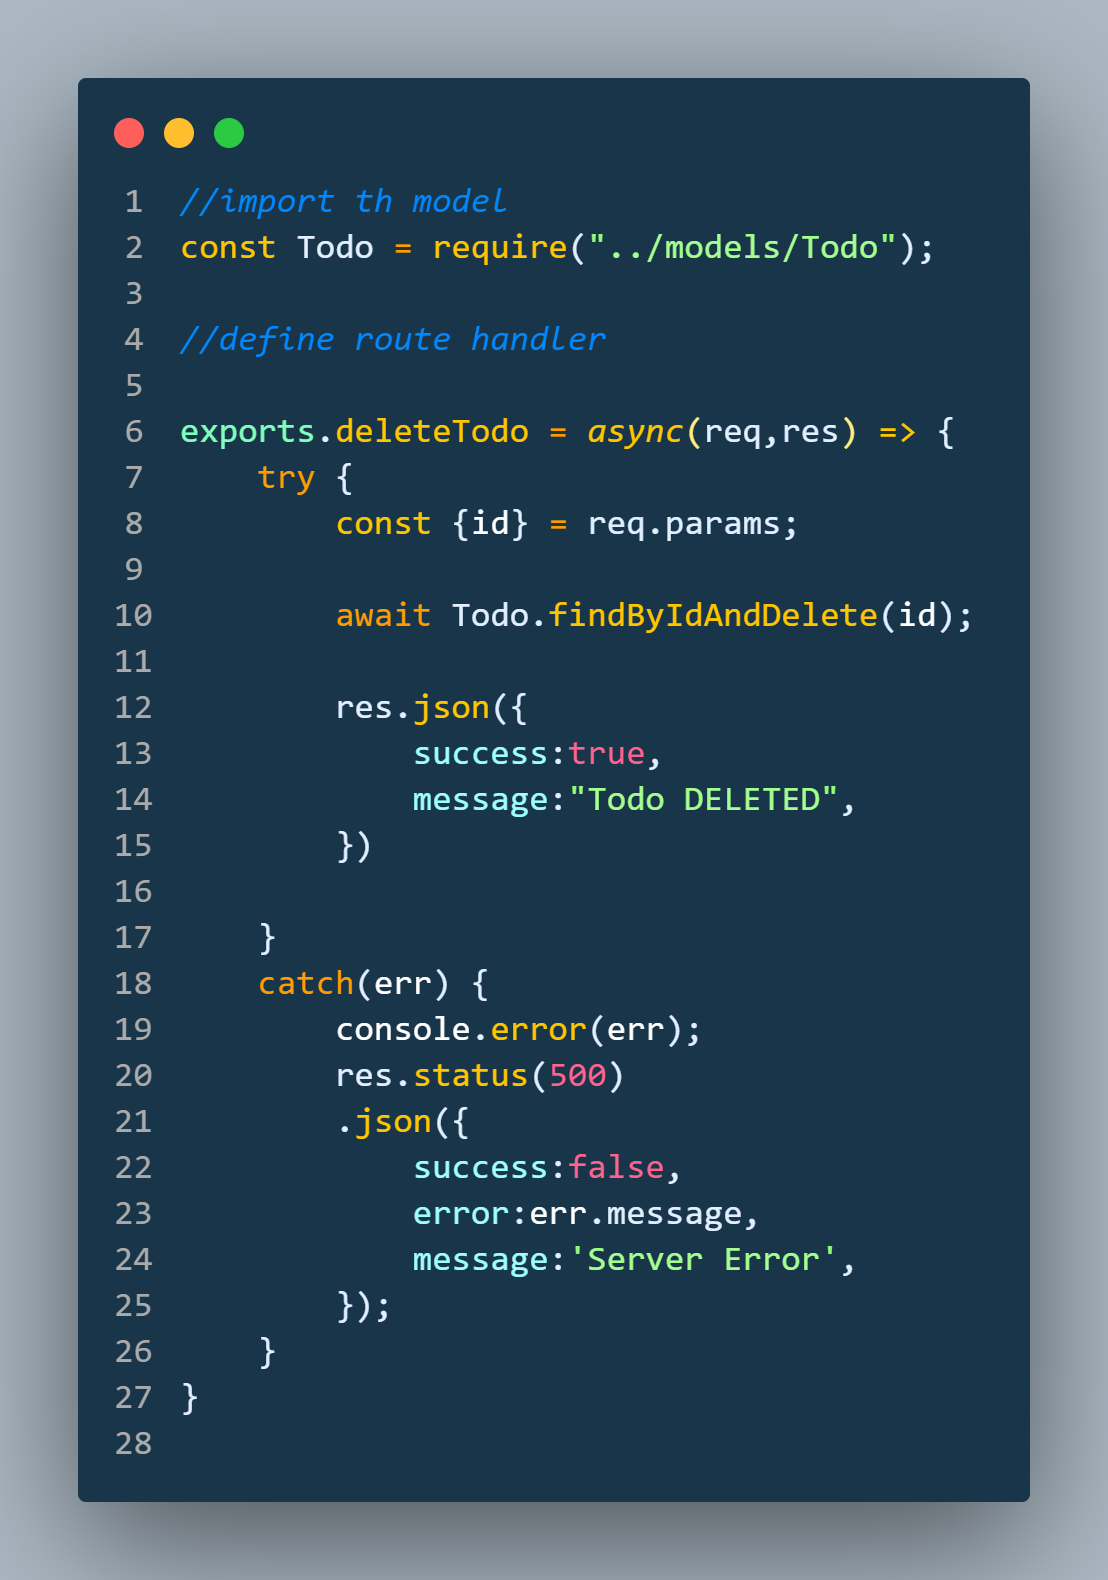 1 //import th model
2 const Todo = require("../models/Todo");
3
4 //define route handler
5
6 exports.deleteTodo = async(req,res) => {
7     try {
8         const {id} = req.params;
9
10         await Todo.findByIdAndDelete(id);
11
12         res.json({
13             success:true,
14             message:"Todo DELETED",
15         })
16
17     }
18     catch(err) {
19         console.error(err);
20         res.status(500)
21         .json({
22             success:false,
23             error:err.message,
24             message:'Server Error',
25         });
26     }
27 }
28